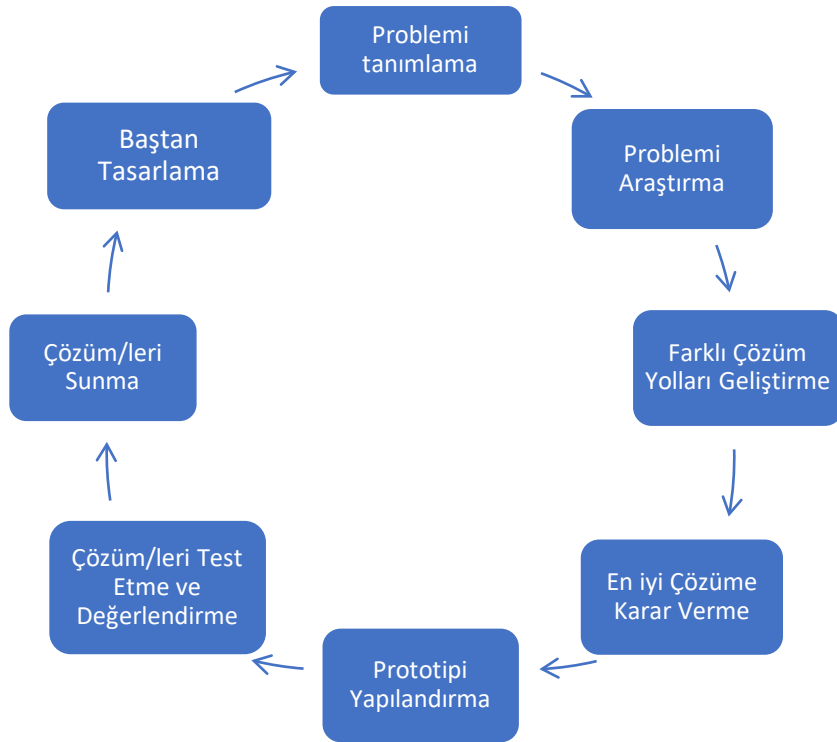 Problemi
tanımlama
Problemi
Araştırma
Farklı Çözüm
Yolları Geliştirme
En iyi Çözüme
Karar Verme
Prototipi
Yapılandırma
Çözüm/leri Test
Etme ve
Değerlendirme
Çözüm/leri
Sunma
Baştan
Tasarlama